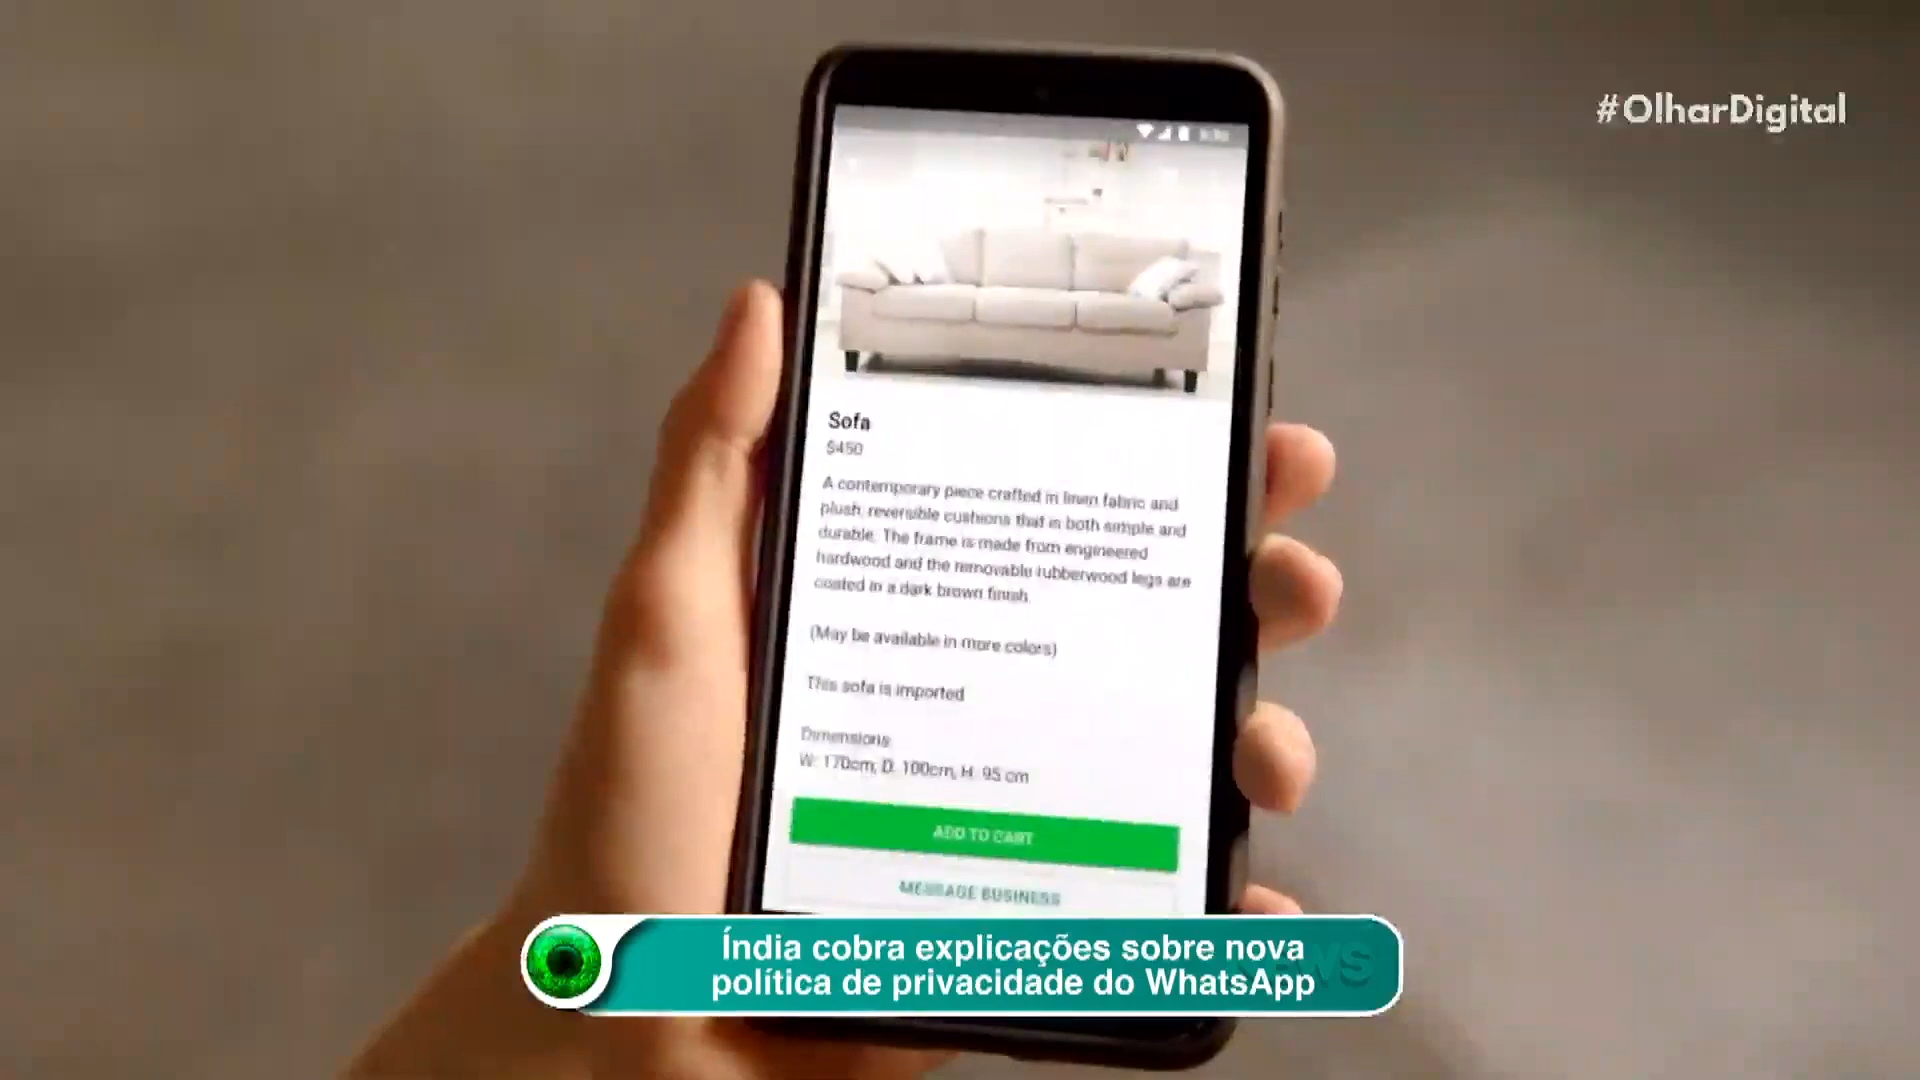 #OlharDigital
Sofa
$450
A contemporary piece crafted in linen fabric and
plush, reversible cushions that is both simple and
durable. The frame is made from engineered
hardwood and the removable rubberwood legs are
coated in a dark brown finish.
(May be available in more colors)
This sofa is imported
Dimensions
W: 170cm, D. 100cm, H. 95 cm
ADD TO CART
MESSAGE BUSINESS
Índia cobra explicações sobre nova
política de privacidade do WhatsApp